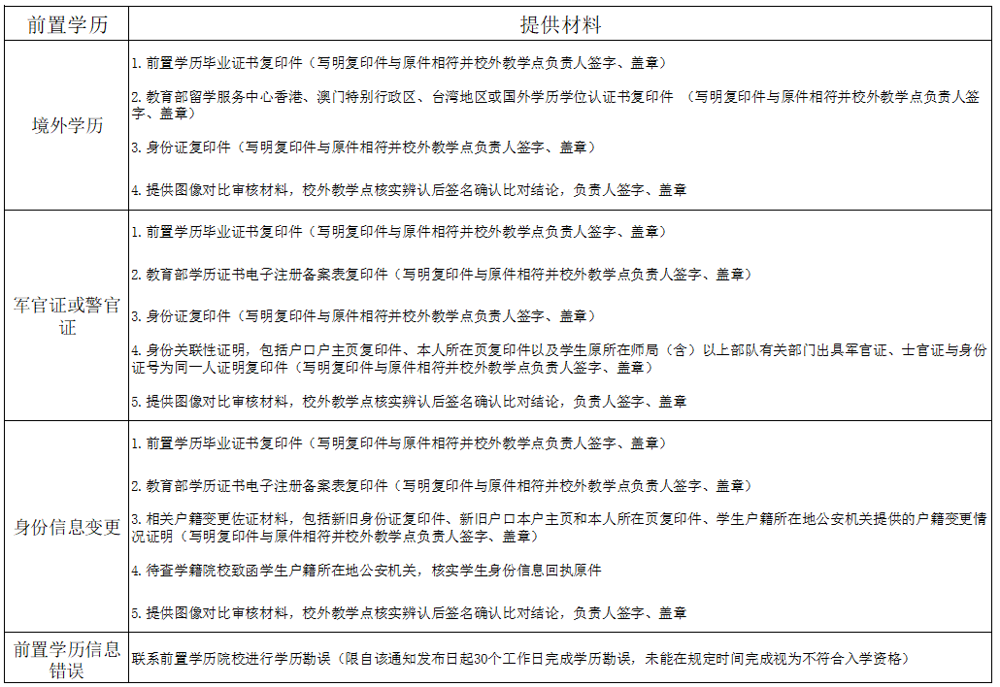 前置学历
提供材料
境外学历
1.前置学历毕业证书复印件（写明复印件与原件相符并校外教学点负责人签字、盖章）
2.教育部留学服务中心香港、澳门特别行政区、台湾地区或国外学历学位认证书复印件 （写明复印件与原件相符并校外教学点负责人签
字、盖章）
3.身份证复印件（写明复印件与原件相符并校外教学点负责人签字、盖章）
4.提供图像对比审核材料，校外教学点核实辨认后签名确认比对结论，负责人签字、盖章
军官证或警官
证
1.前置学历毕业证书复印件（写明复印件与原件相符并校外教学点负责人签字、盖章）
2.教育部学历证书电子注册备案表复印件（写明复印件与原件相符并校外教学点负责人签字、盖章）
3.身份证复印件（写明复印件与原件相符并校外教学点负责人签字、盖章）
4.身份关联性证明，包括户口户主页复印件、本人所在页复印件以及学生原所在师局（含）以上部队有关部门出具军官证、士官证与身份
证号为同一人证明复印件（写明复印件与原件相符并校外教学点负责人签字、盖章）
5.提供图像对比审核材料，校外教学点核实辨认后签名确认比对结论，负责人签字、盖章
身份信息变更
1.前置学历毕业证书复印件（写明复印件与原件相符并校外教学点负责人签字、盖章）
2.教育部学历证书电子注册备案表复印件（写明复印件与原件相符并校外教学点负责人签字、盖章）
3.相关户籍变更佐证材料，包括新旧身份证复印件、新旧户口本户主页和本人所在页复印件、学生户籍所在地公安机关提供的户籍变更情
况证明（写明复印件与原件相符并校外教学点负责人签字、盖章）
4.待查学籍院校致函学生户籍所在地公安机关，核实学生身份信息回执原件
5.提供图像对比审核材料，校外教学点核实辨认后签名确认比对结论，负责人签字、盖章
前置学历信息
错误
联系前置学历院校进行学历勘误（限自该通知发布日起30个工作日完成学历勘误，未能在规定时间完成视为不符合入学资格）